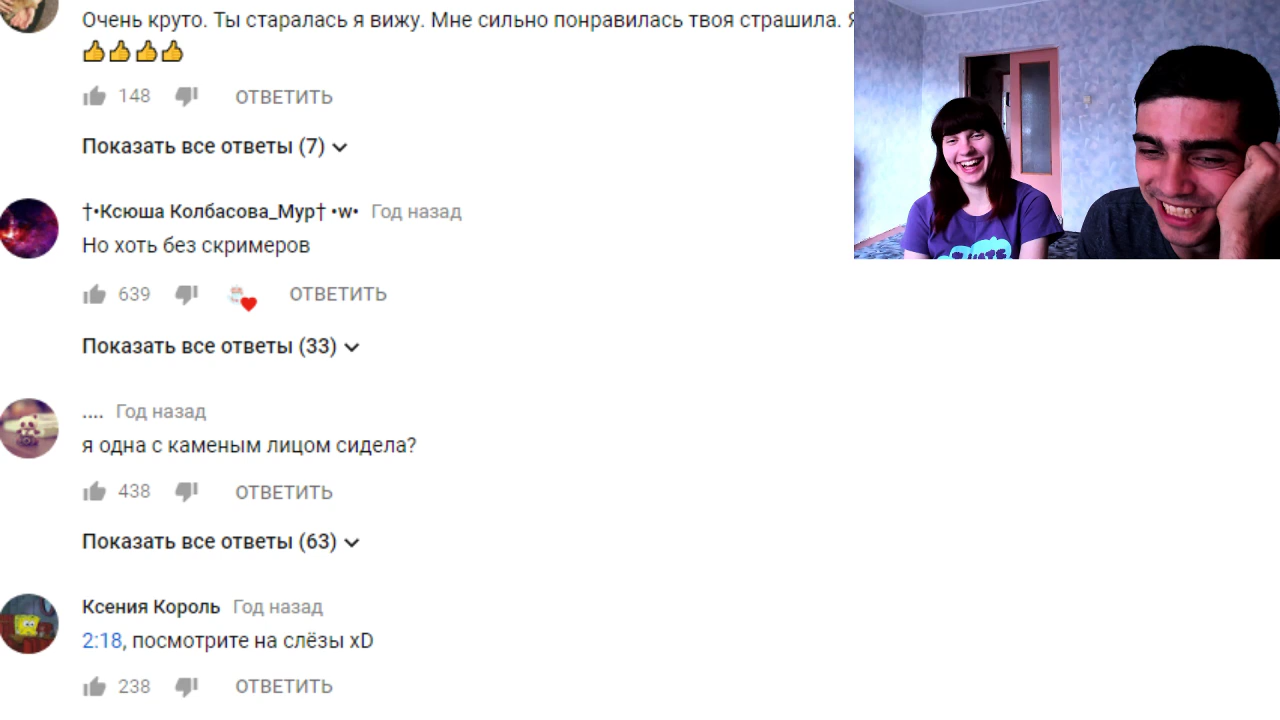 Очень круто. Ты старалась я вижу. Мне сильно понравилась твоя страшила. Я
👍👍👍👍
148 ОТВЕТИТЬ
Показать все ответы (7)
†•Ксюша Колбасова_Мур† •w• Год назад
Но хоть без скримеров
639 ОТВЕТИТЬ
Показать все ответы (33)
.... Год назад
я одна с каменым лицом сидела?
438 ОТВЕТИТЬ
Показать все ответы (63)
Ксения Король Год назад
2:18, посмотрите на слёзы xD
238 ОТВЕТИТЬ